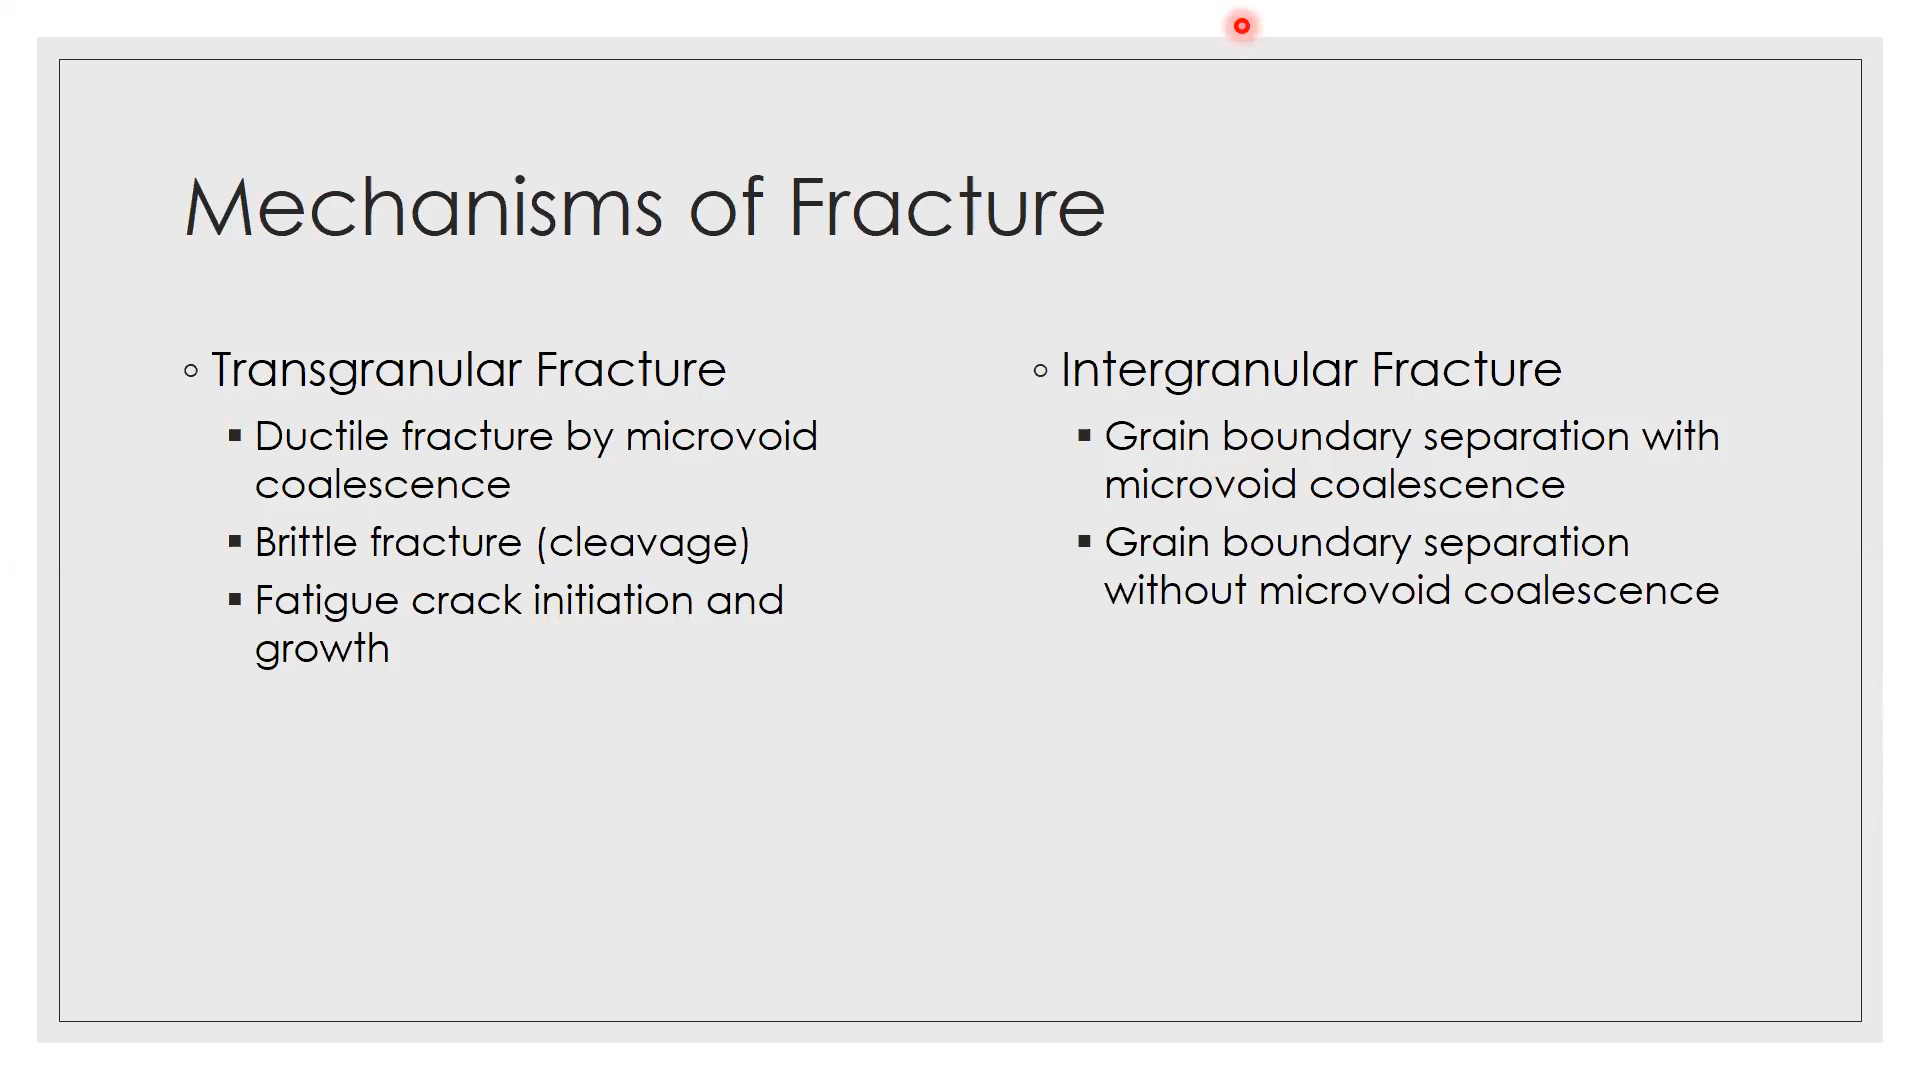 Mechanisms of Fracture
◦ Transgranular Fracture
▪ Ductile fracture by microvoid
coalescence
▪ Brittle fracture (cleavage)
▪ Fatigue crack initiation and
growth
◦ Intergranular Fracture
▪ Grain boundary separation with
microvoid coalescence
▪ Grain boundary separation
without microvoid coalescence